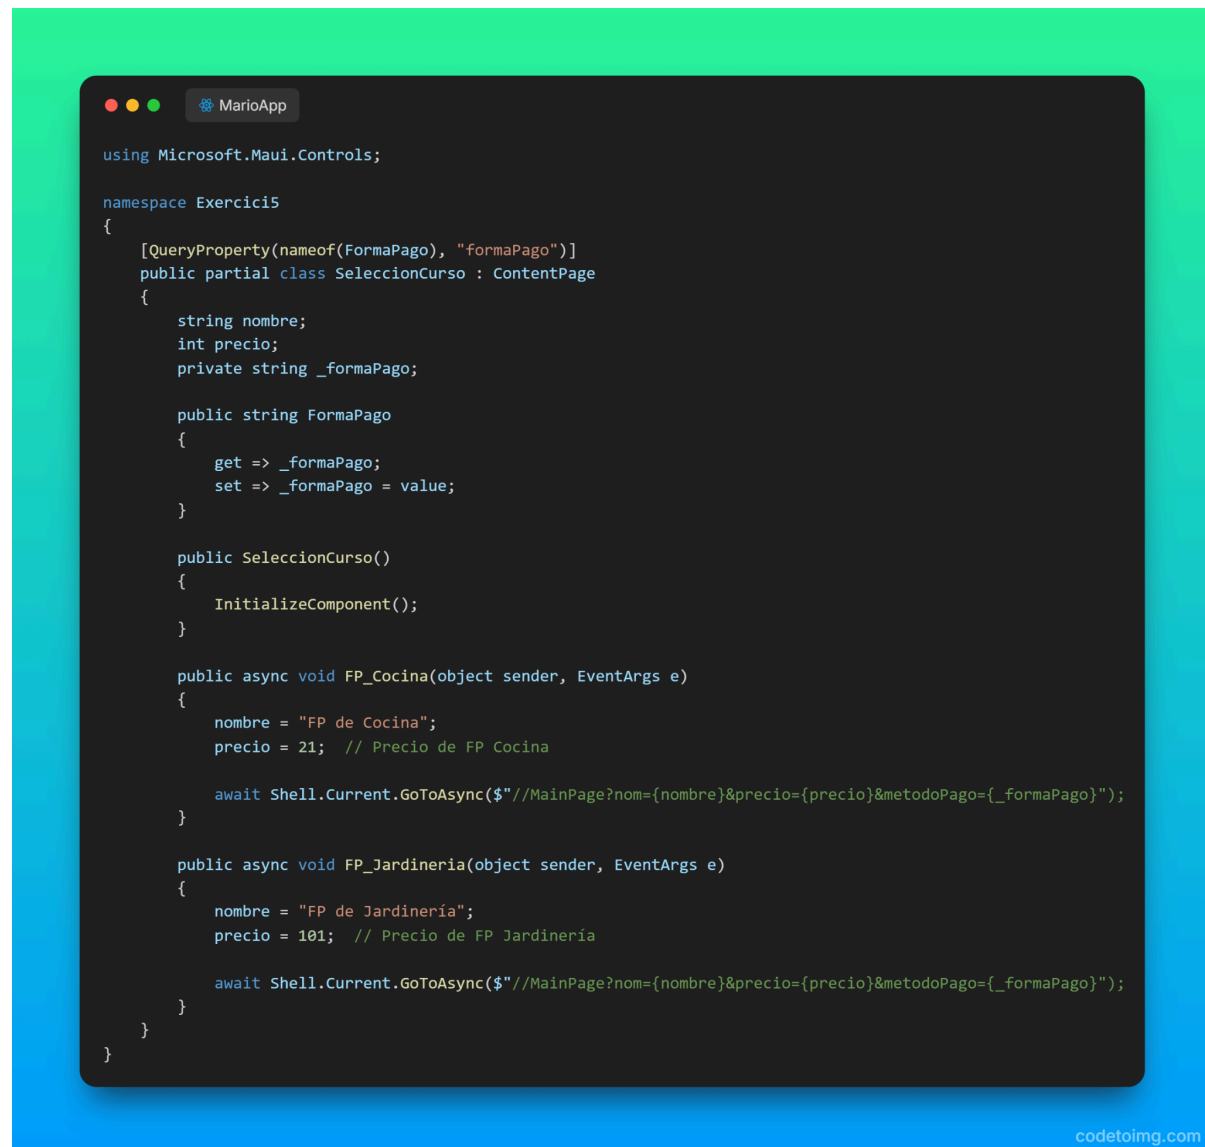 MarioApp
using Microsoft.Maui.Controls;
namespace Exercici5
{
[QueryProperty(nameof(FormaPago), "formaPago")]
public partial class SeleccionCurso : ContentPage
{
string nombre;
int precio;
private string _formaPago;
public string FormaPago
{
get => _formaPago;
set => _formaPago = value;
}
public SeleccionCurso()
{
InitializeComponent();
}
public async void FP_Cocina(object sender, EventArgs e)
{
nombre = "FP de Cocina";
precio = 21;  // Precio de FP Cocina
await Shell.Current.GoToAsync($"//MainPage?nom={nombre}&precio={precio}&metodoPago={_formaPago}");
}
public async void FP_Jardineria(object sender, EventArgs e)
{
nombre = "FP de Jardinería";
precio = 101;  // Precio de FP Jardinería
await Shell.Current.GoToAsync($"//MainPage?nom={nombre}&precio={precio}&metodoPago={_formaPago}");
}
}
}
codetoimg.com